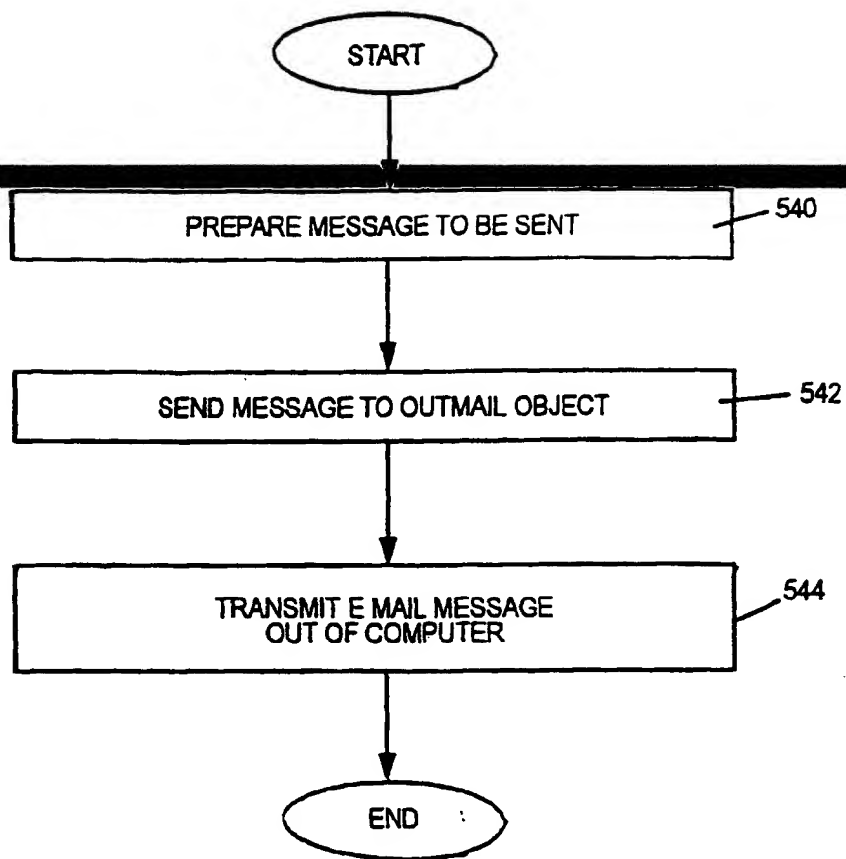 START
PREPARE MESSAGE TO BE SENT
540
SEND MESSAGE TO OUTMAIL OBJECT
542
TRANSMIT E MAIL MESSAGE
OUT OF COMPUTER
544
END